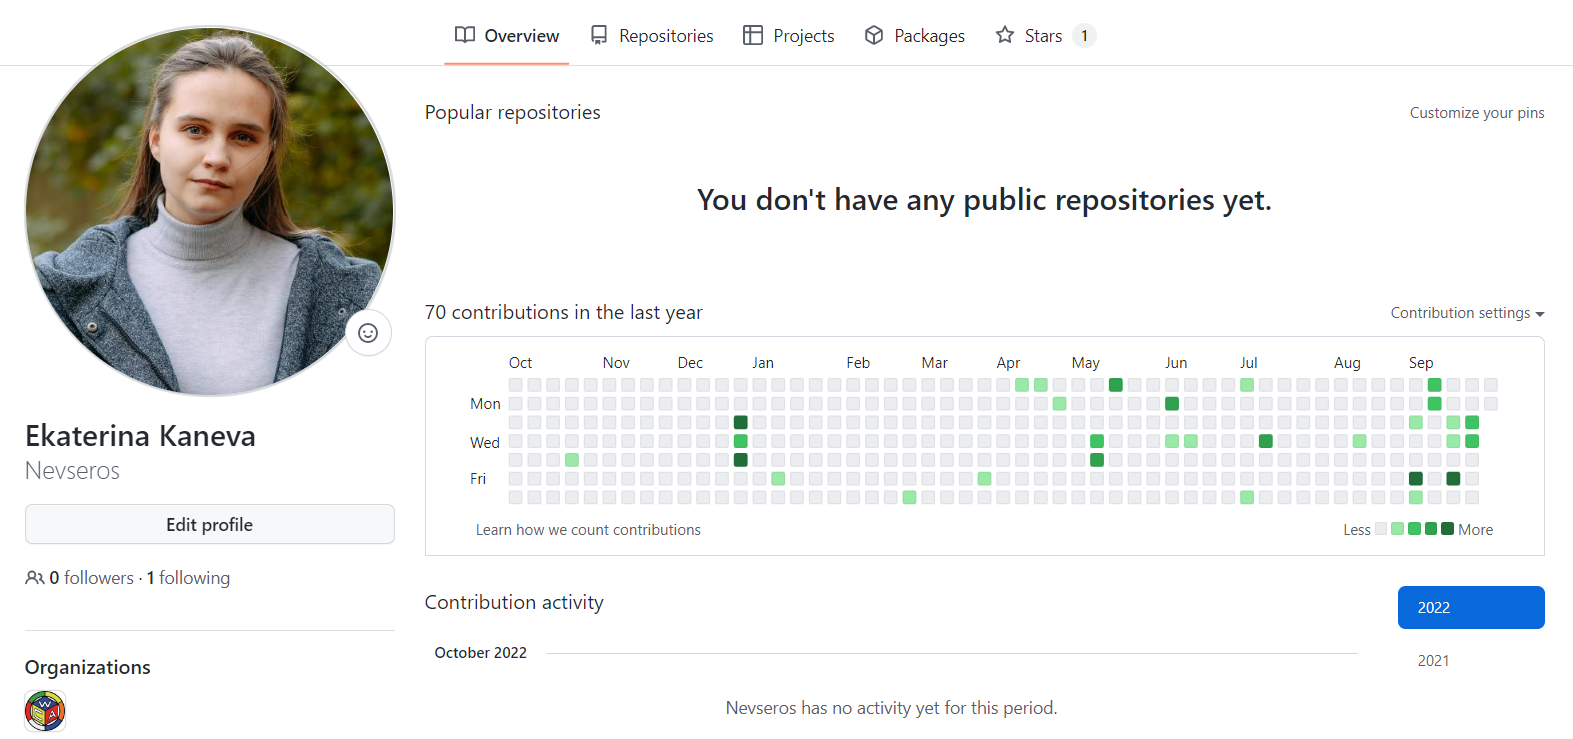 Overview Repositories Projects Packages Stars 1
Popular repositories Customize your pins
You don't have any public repositories yet.
70 contributions in the last year Contribution settings
Oct Nov Dec Jan Feb Mar Apr May Jun Jul Aug Sep
Mon
Wed
Fri
Learn how we count contributions Less More
Ekaterina Kaneva
Nevseros
Edit profile
0 followers · 1 following
Organizations
W
E A
Contribution activity
2022
October 2022
2021
Nevseros has no activity yet for this period.